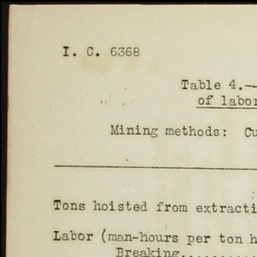 I. C. 6368
Table 4.--
of labor
Mining methods: Cu
Tons hoisted from extracti
Labor (man-hours per ton h
Breaking..........